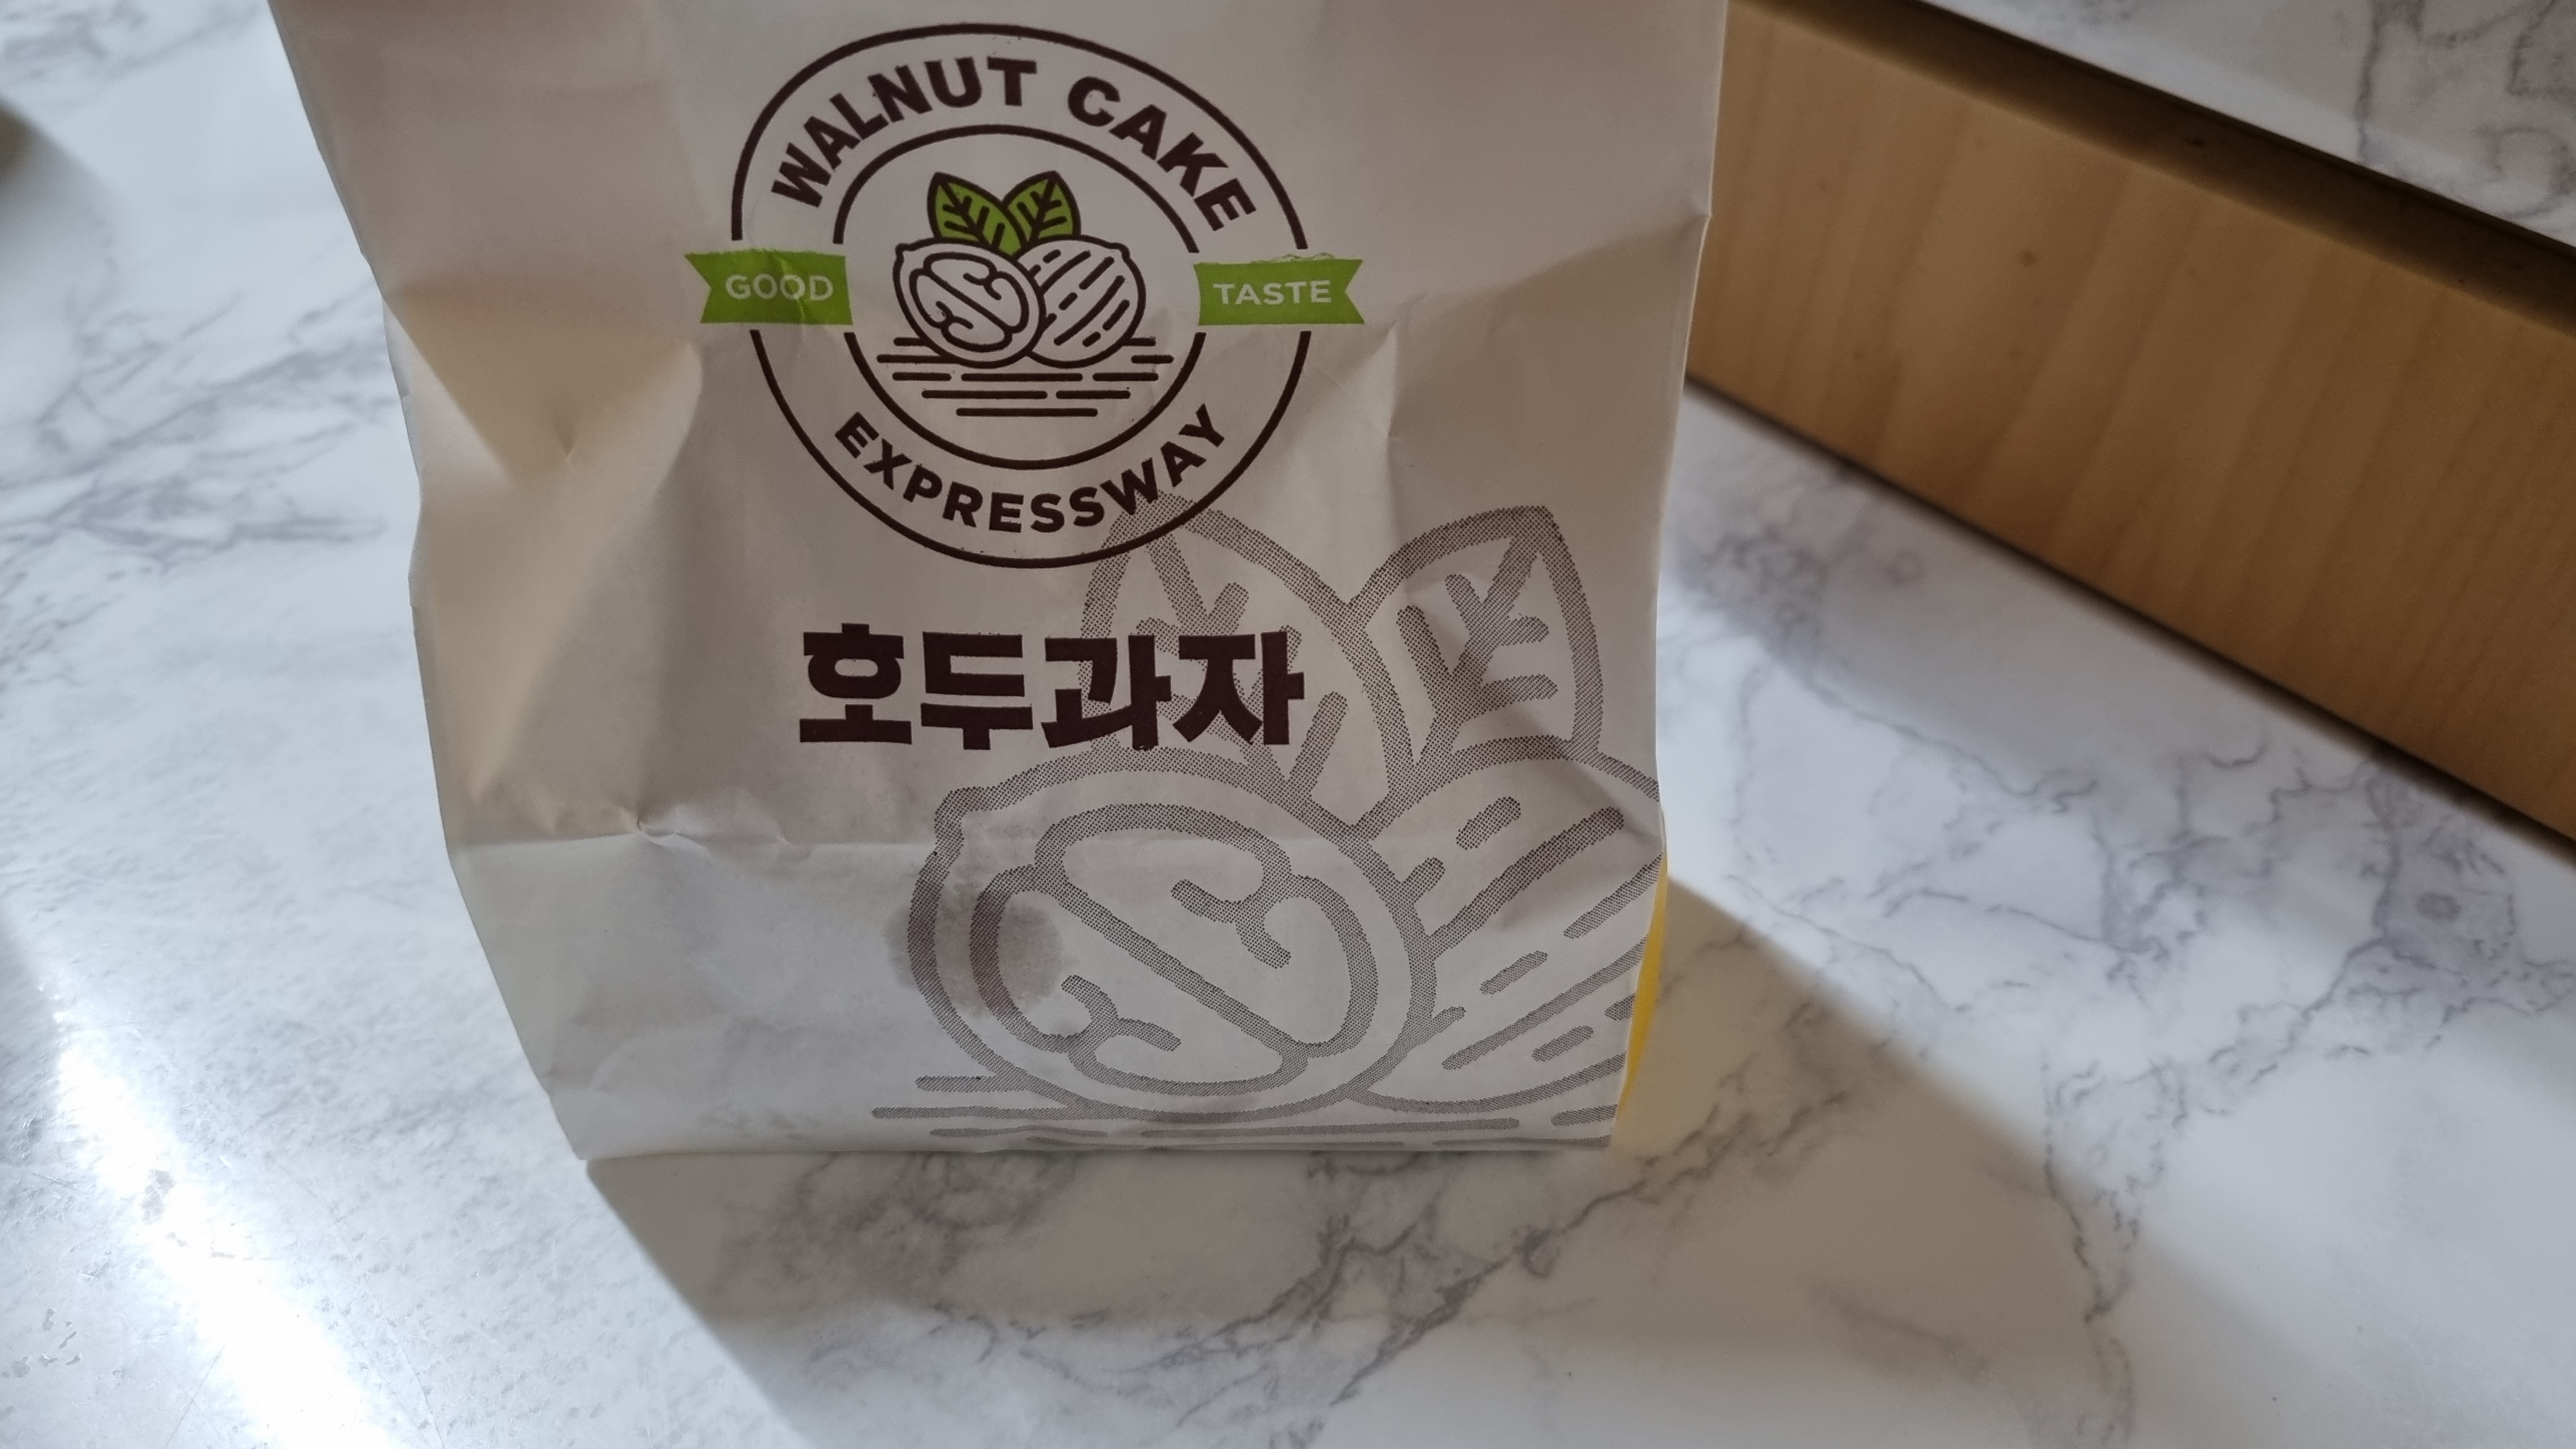 WALNUT CAKE
GOOD TASTE
EXPRESSWAY
호두과자